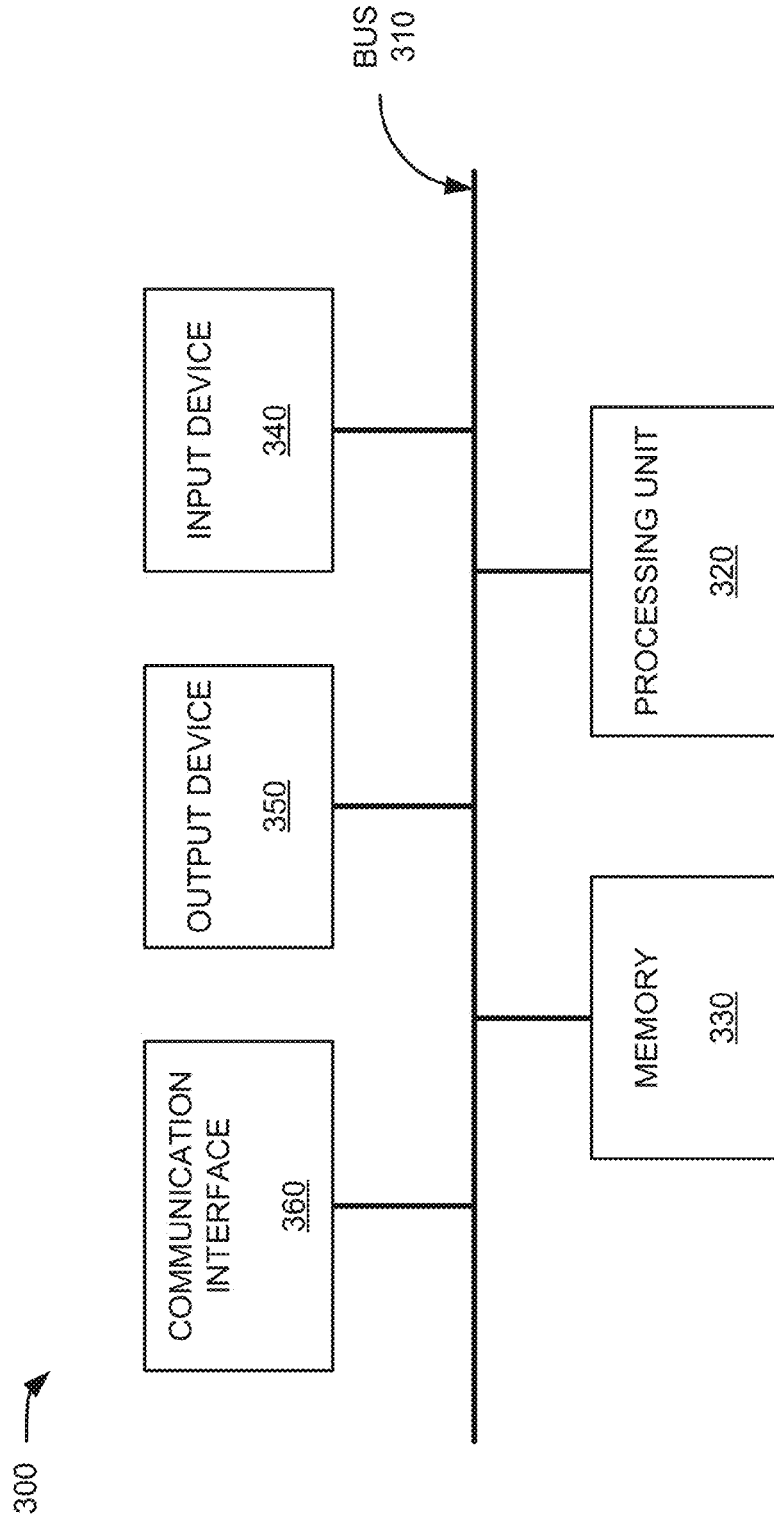 300
COMMUNICATION
INTERFACE
360
OUTPUT DEVICE
350
INPUT DEVICE
340
BUS
310
MEMORY
330
PROCESSING UNIT
320